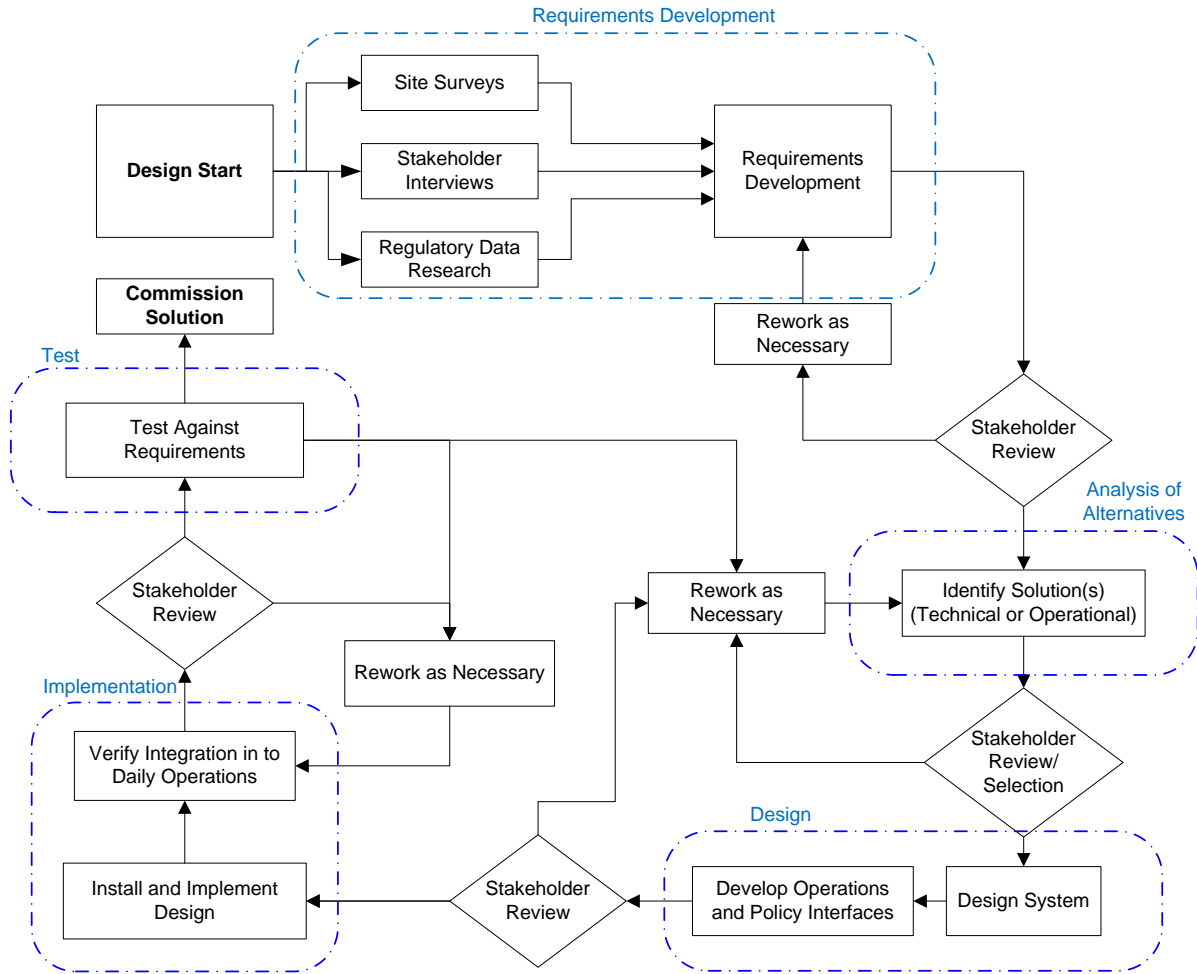 Requirements Development
Site Surveys
Design Start
Stakeholder
Interviews
Requirements
Development
Regulatory Data
Research
Commission
Solution
Rework as
Necessary
Test
Test Against
Requirements
Stakeholder
Review
Analysis of
Alternatives
Stakeholder
Review
Rework as
Necessary
Identify Solution(s)
(Technical or Operational)
Rework as Necessary
Implementation
Verify Integration in to
Daily Operations
Stakeholder
Review/
Selection
Design
Install and Implement
Design
Stakeholder
Review
Develop Operations
and Policy Interfaces
Design System